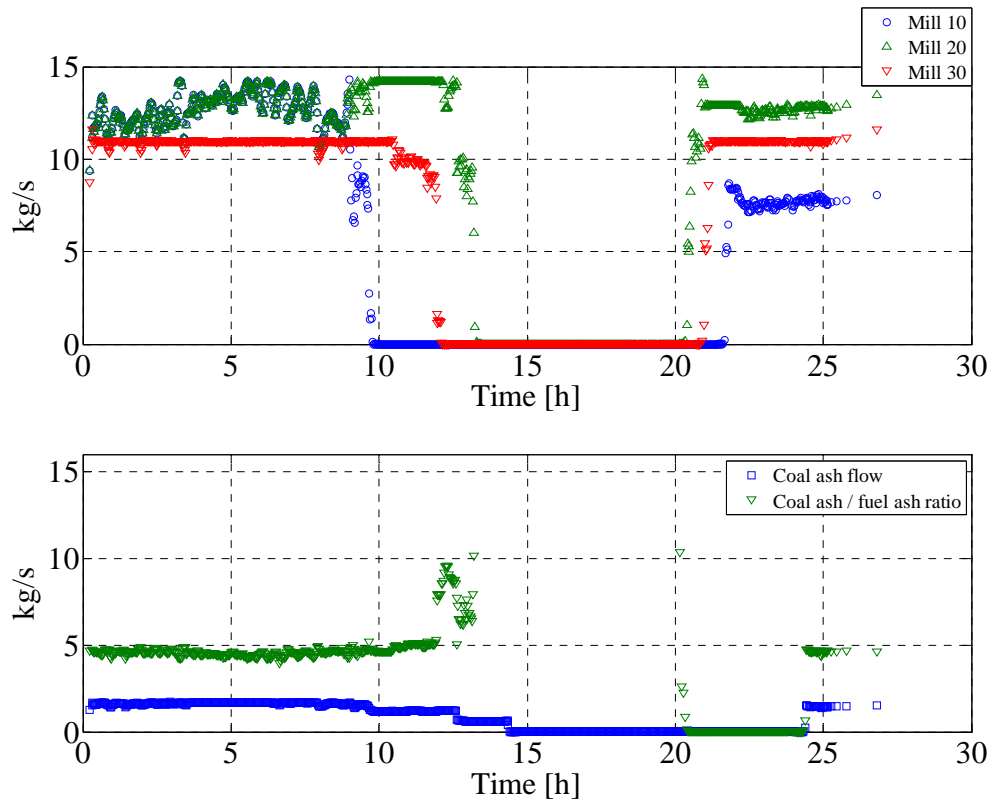 Mill 10
Mill 20
Mill 30
15
10
5
0
kg/s
0 5 10 15 20 25 30
Time [h]
Coal ash flow
Coal ash / fuel ash ratio
15
10
5
0
kg/s
0 5 10 15 20 25 30
Time [h]